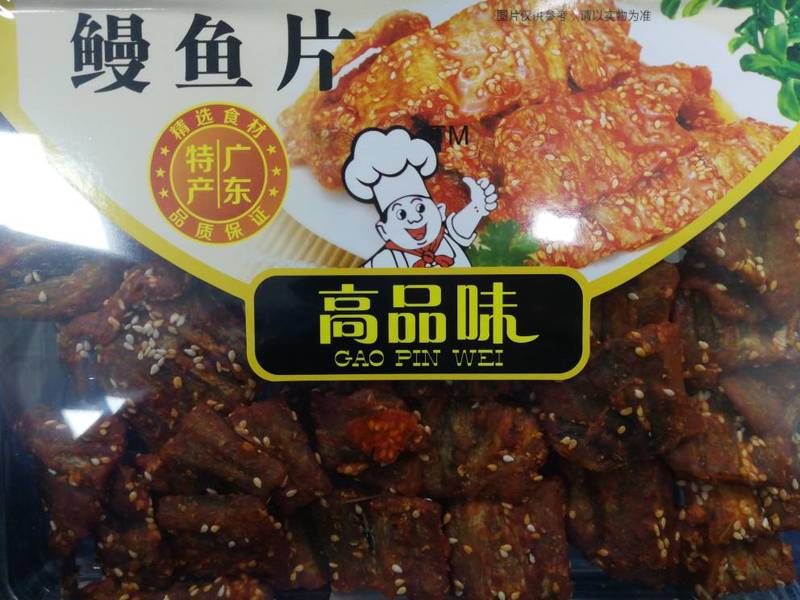 图片仅供参考，请以实物为准
鳗鱼片
精选食材
特产
广东
品质保证
TM
高品味
GAO PIN WEI